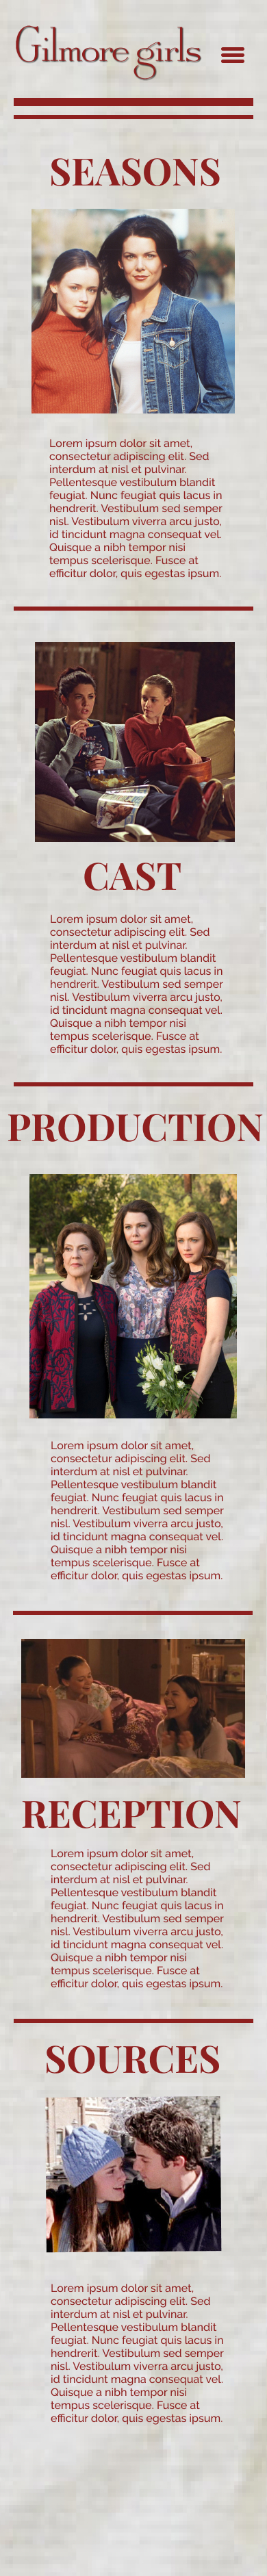 Gilmore girls
SEASONS
Lorem ipsum dolor sit amet,
consectetur adipiscing elit. Sed
interdum at nisl et pulvinar.
Pellentesque vestibulum blandit
feugiat. Nunc feugiat quis lacus in
hendrerit. Vestibulum sed semper
nisl. Vestibulum viverra arcu justo,
id tincidunt magna consequat vel.
Quisque a nibh tempor nisi
tempus scelerisque. Fusce at
efficitur dolor, quis egestas ipsum.
CAST
Lorem ipsum dolor sit amet,
consectetur adipiscing elit. Sed
interdum at nisl et pulvinar.
Pellentesque vestibulum blandit
feugiat. Nunc feugiat quis lacus in
hendrerit. Vestibulum sed semper
nisl. Vestibulum viverra arcu justo,
id tincidunt magna consequat vel.
Quisque a nibh tempor nisi
tempus scelerisque. Fusce at
efficitur dolor, quis egestas ipsum.
PRODUCTION
Lorem ipsum dolor sit amet,
consectetur adipiscing elit. Sed
interdum at nisl et pulvinar.
Pellentesque vestibulum blandit
feugiat. Nunc feugiat quis lacus in
hendrerit. Vestibulum sed semper
nisl. Vestibulum viverra arcu justo,
id tincidunt magna consequat vel.
Quisque a nibh tempor nisi
tempus scelerisque. Fusce at
efficitur dolor, quis egestas ipsum.
RECEPTION
Lorem ipsum dolor sit amet,
consectetur adipiscing elit. Sed
interdum at nisl et pulvinar.
Pellentesque vestibulum blandit
feugiat. Nunc feugiat quis lacus in
hendrerit. Vestibulum sed semper
nisl. Vestibulum viverra arcu justo,
id tincidunt magna consequat vel.
Quisque a nibh tempor nisi
tempus scelerisque. Fusce at
efficitur dolor, quis egestas ipsum.
SOURCES
Lorem ipsum dolor sit amet,
consectetur adipiscing elit. Sed
interdum at nisl et pulvinar.
Pellentesque vestibulum blandit
feugiat. Nunc feugiat quis lacus in
hendrerit. Vestibulum sed semper
nisl. Vestibulum viverra arcu justo,
id tincidunt magna consequat vel.
Quisque a nibh tempor nisi
tempus scelerisque. Fusce at
efficitur dolor, quis egestas ipsum.